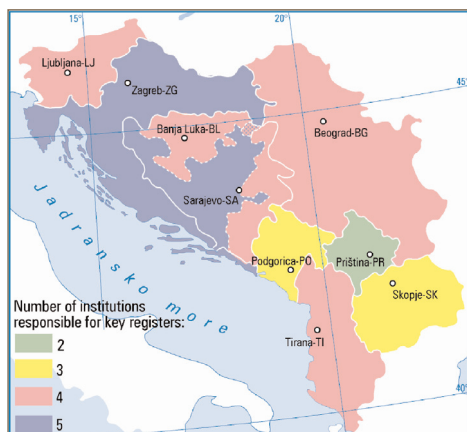 15°
20°
Ljubljana-LJ
Zagreb-ZG
45°
Banja Luka-BL
Beograd-BG
Sarajevo-SA
Jadransko more
Podgorica-PO
Priština-PR
Skopje-SK
Tirana-TI
Number of institutions
responsible for key registers:
2
3
4
5
40°